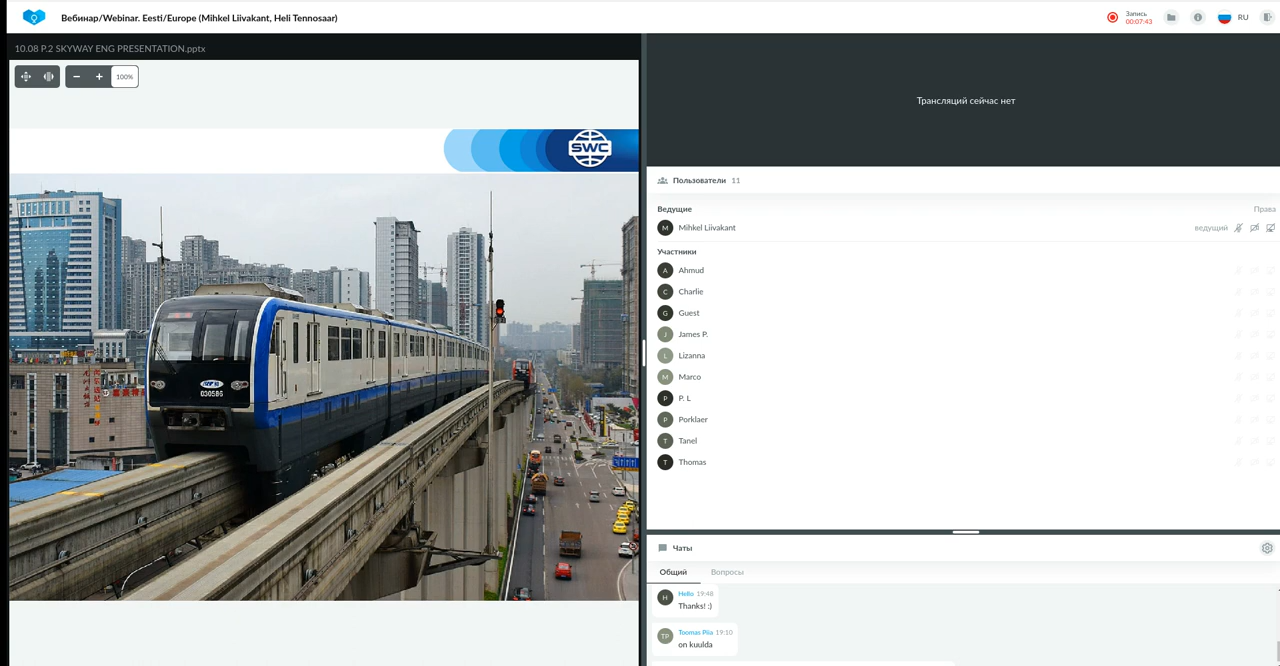 Вебинар/Webinar. Eesti/Europe (Mihkel Liivakant, Heli Tennosaar)
Запись
00:07:43
RU
10.08 P.2 SKYWAY ENG PRESENTATION.pptx
100%
SWC
030586
Трансляций сейчас нет
Пользователи 11
Ведущие Права
M Mihkel Liivakant ведущий
Участники
A Ahmud
C Charlie
G Guest
J James P.
L Lizanna
M Marco
P P. L
P Porklaer
T Tanel
T Thomas
Чаты
Общий Вопросы
H Hello 19:48
Thanks! :)
TP Toomas Piia 19:10
on kuulda